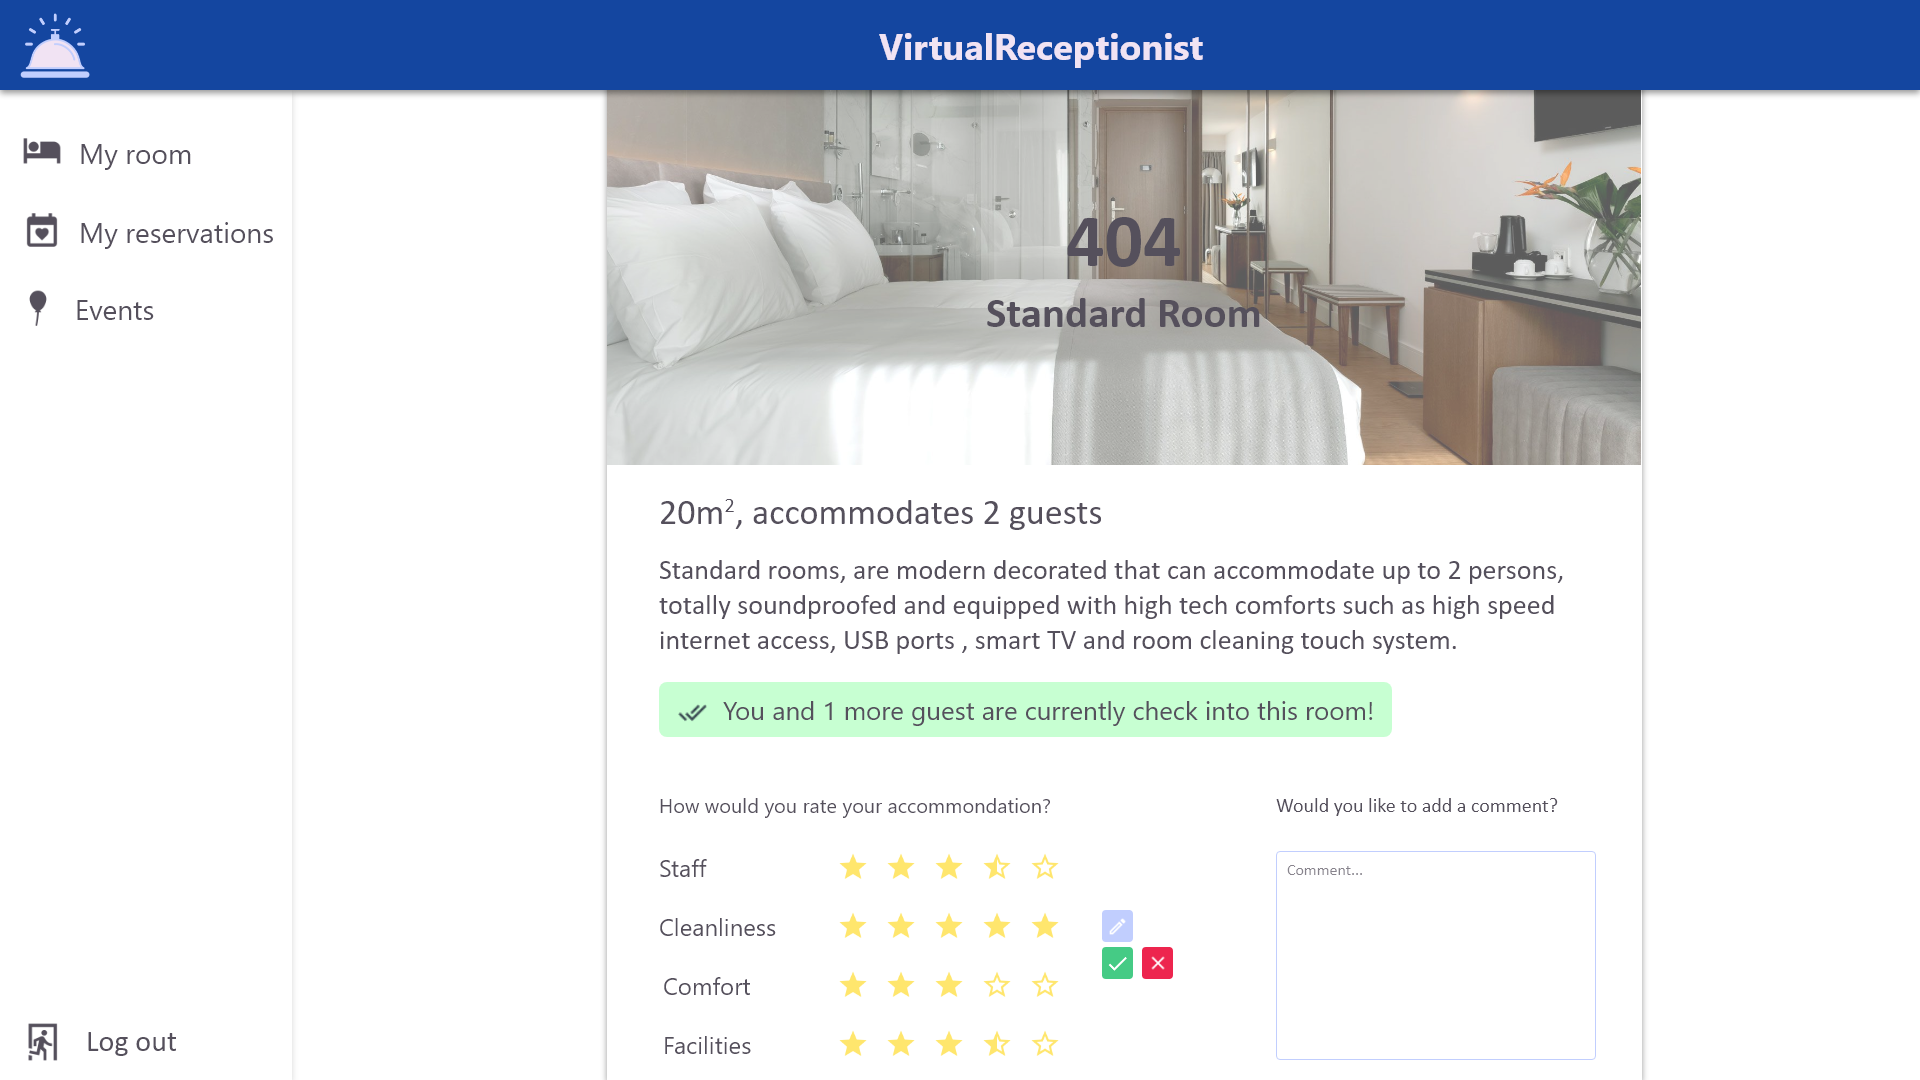 VirtualReceptionist
My room
My reservations
Events
Log out
404
Standard Room
20m², accommodates 2 guests
Standard rooms, are modern decorated that can accommodate up to 2 persons,
totally soundproofed and equipped with high tech comforts such as high speed
internet access, USB ports , smart TV and room cleaning touch system.
You and 1 more guest are currently check into this room!
How would you rate your accommondation?
Staff
Cleanliness
Comfort
Facilities
Would you like to add a comment?
Comment...